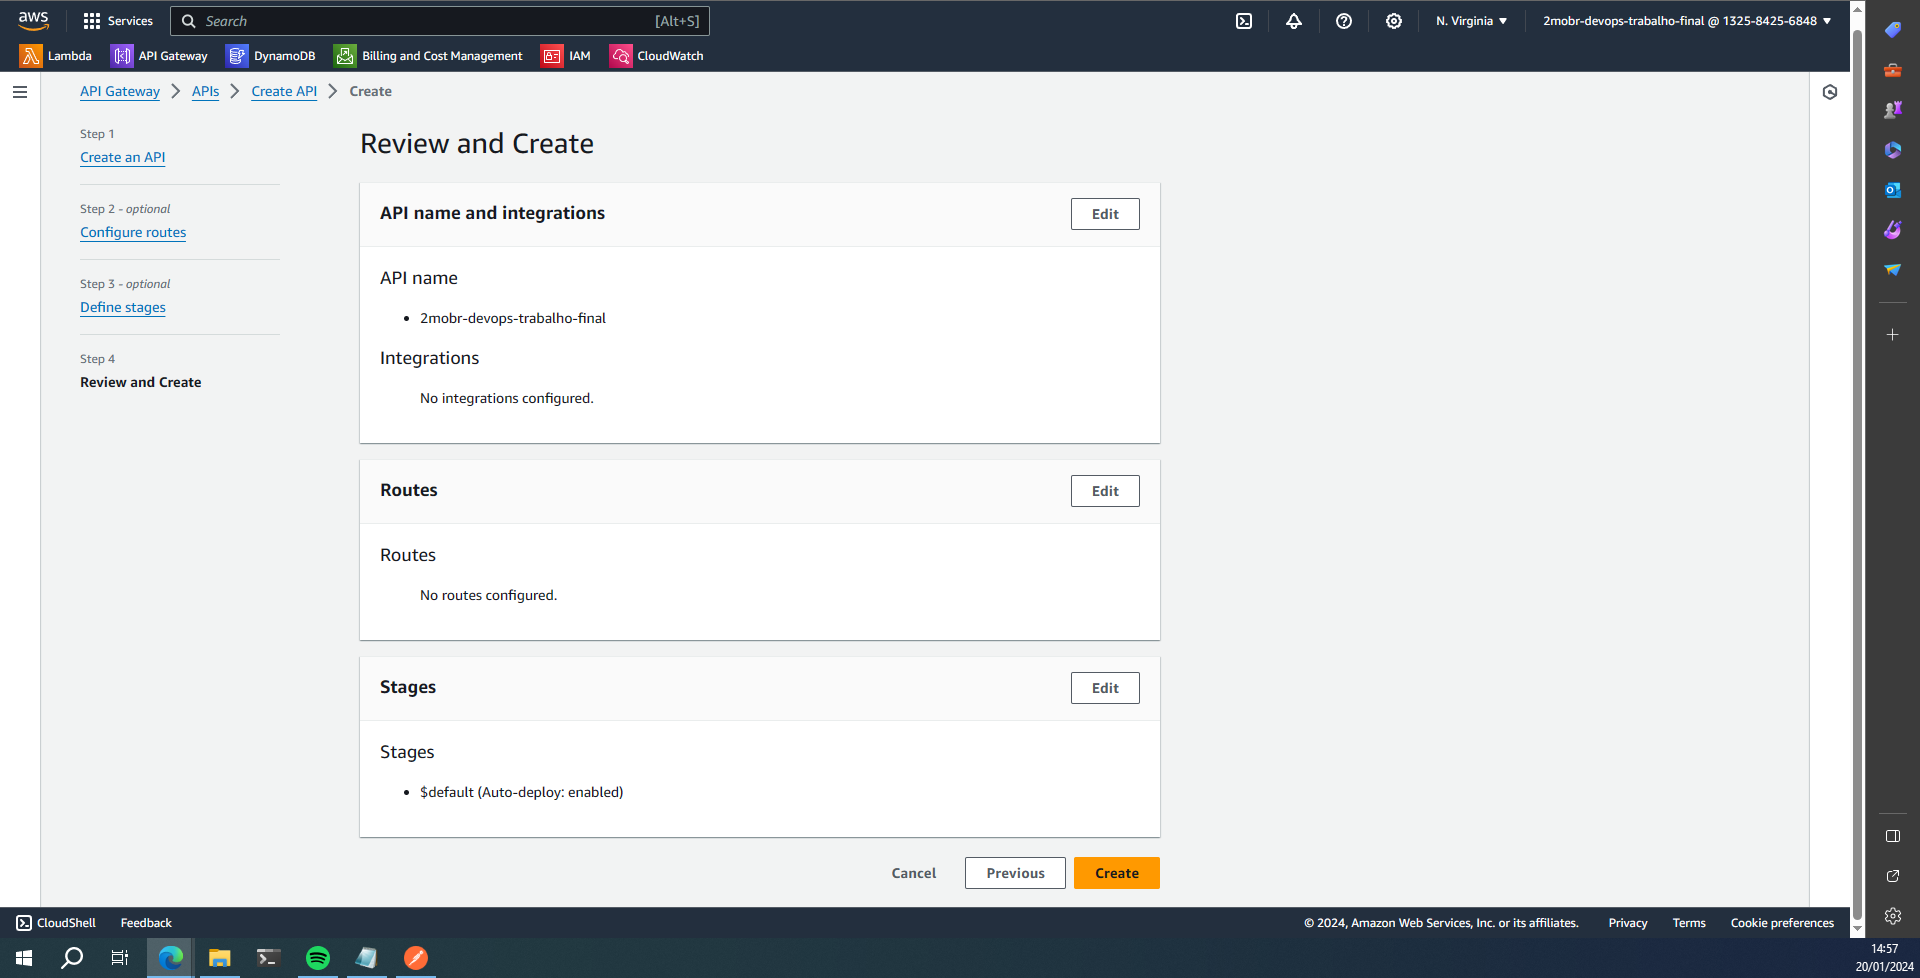 aws
Services
Search [Alt+S]
N. Virginia
2mobr-devops-trabalho-final @ 1325-8425-6848
Lambda
API Gateway
DynamoDB
Billing and Cost Management
IAM
CloudWatch
API Gateway
APIs
Create API
Create
Step 1
Create an API
Step 2 - optional
Configure routes
Step 3 - optional
Define stages
Step 4
Review and Create
Review and Create
API name and integrations
Edit
API name
2mobr-devops-trabalho-final
Integrations
No integrations configured.
Routes
Edit
Routes
No routes configured.
Stages
Edit
Stages
$default (Auto-deploy: enabled)
Cancel
Previous
Create
CloudShell
Feedback
© 2024, Amazon Web Services, Inc. or its affiliates.
Privacy
Terms
Cookie preferences
14:57
20/01/2024